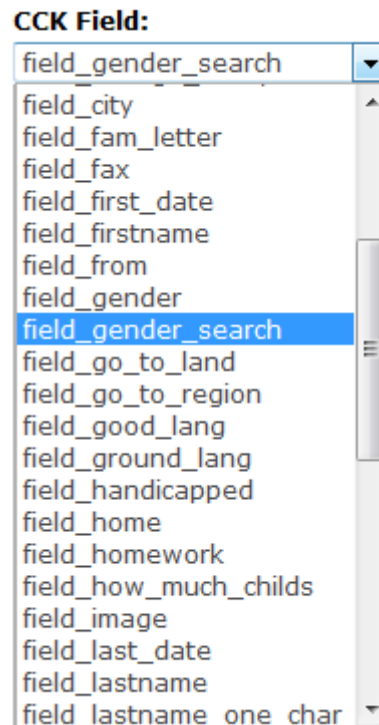 CCK Field:
field_gender_search
field_city
field_fam_letter
field_fax
field_first_date
field_firstname
field_from
field_gender
field_gender_search
field_go_to_land
field_go_to_region
field_good_lang
field_ground_lang
field_handicapped
field_home
field_homework
field_how_much_childs
field_image
field_last_date
field_lastname
field_lastname_one_char